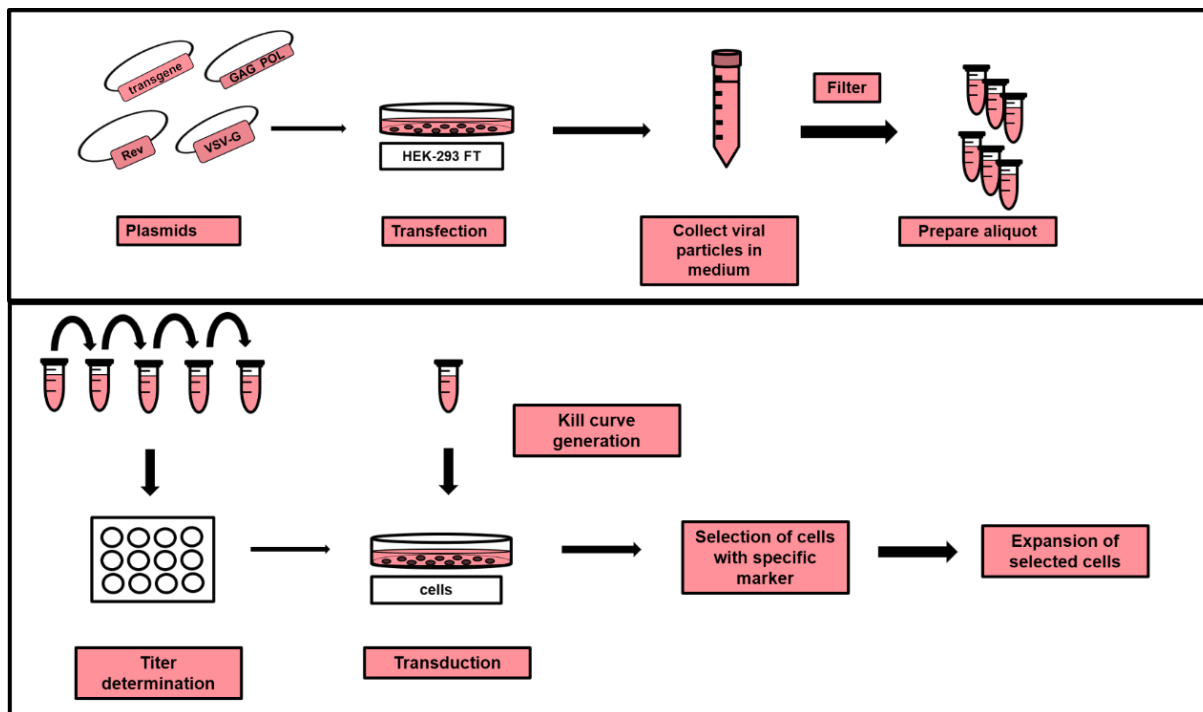 transgene
GAG POL
Rev
VSV-G
HEK-293 FT
Filter
Plasmids
Transfection
Collect viral
particles in
medium
Prepare aliquot
Kill curve
generation
cells
Selection of cells
with specific
marker
Expansion of
selected cells
Titer
determination
Transduction